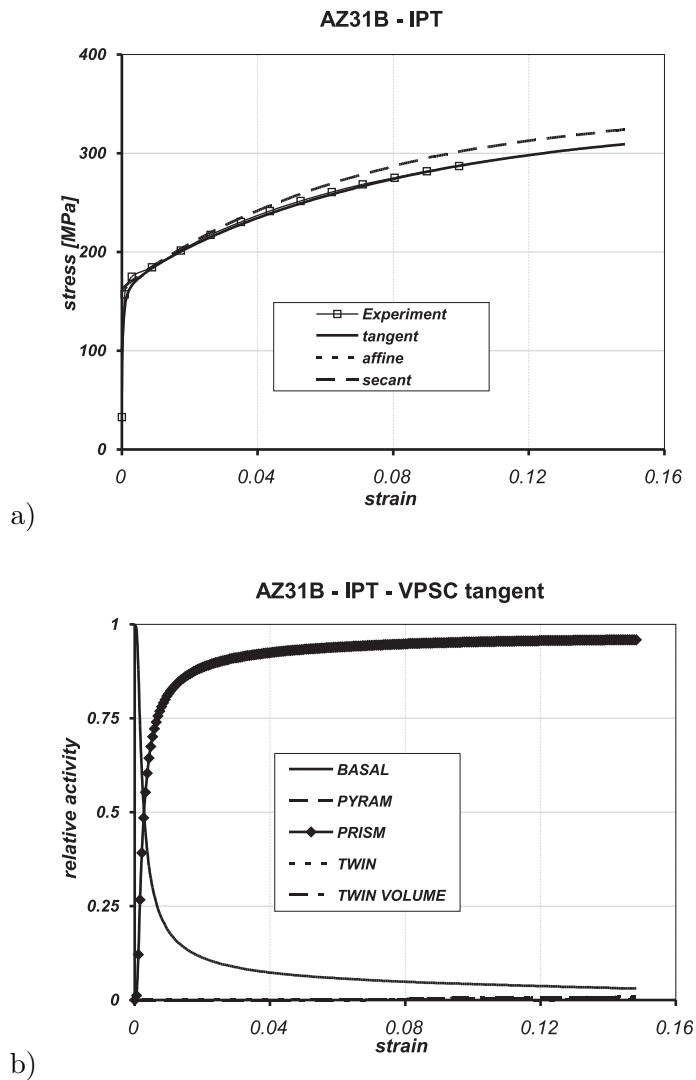 AZ31B - IPT
400
300
200
100
0
stress [MPa]
Experiment
tangent
affine
secant
0 0.04 0.08 0.12 0.16
strain
a)
AZ31B - IPT - VPSC tangent
1
0.75
0.5
0.25
0
relative activity
BASAL
PYRAM
PRISM
TWIN
TWIN VOLUME
0 0.04 0.08 0.12 0.16
strain
b)